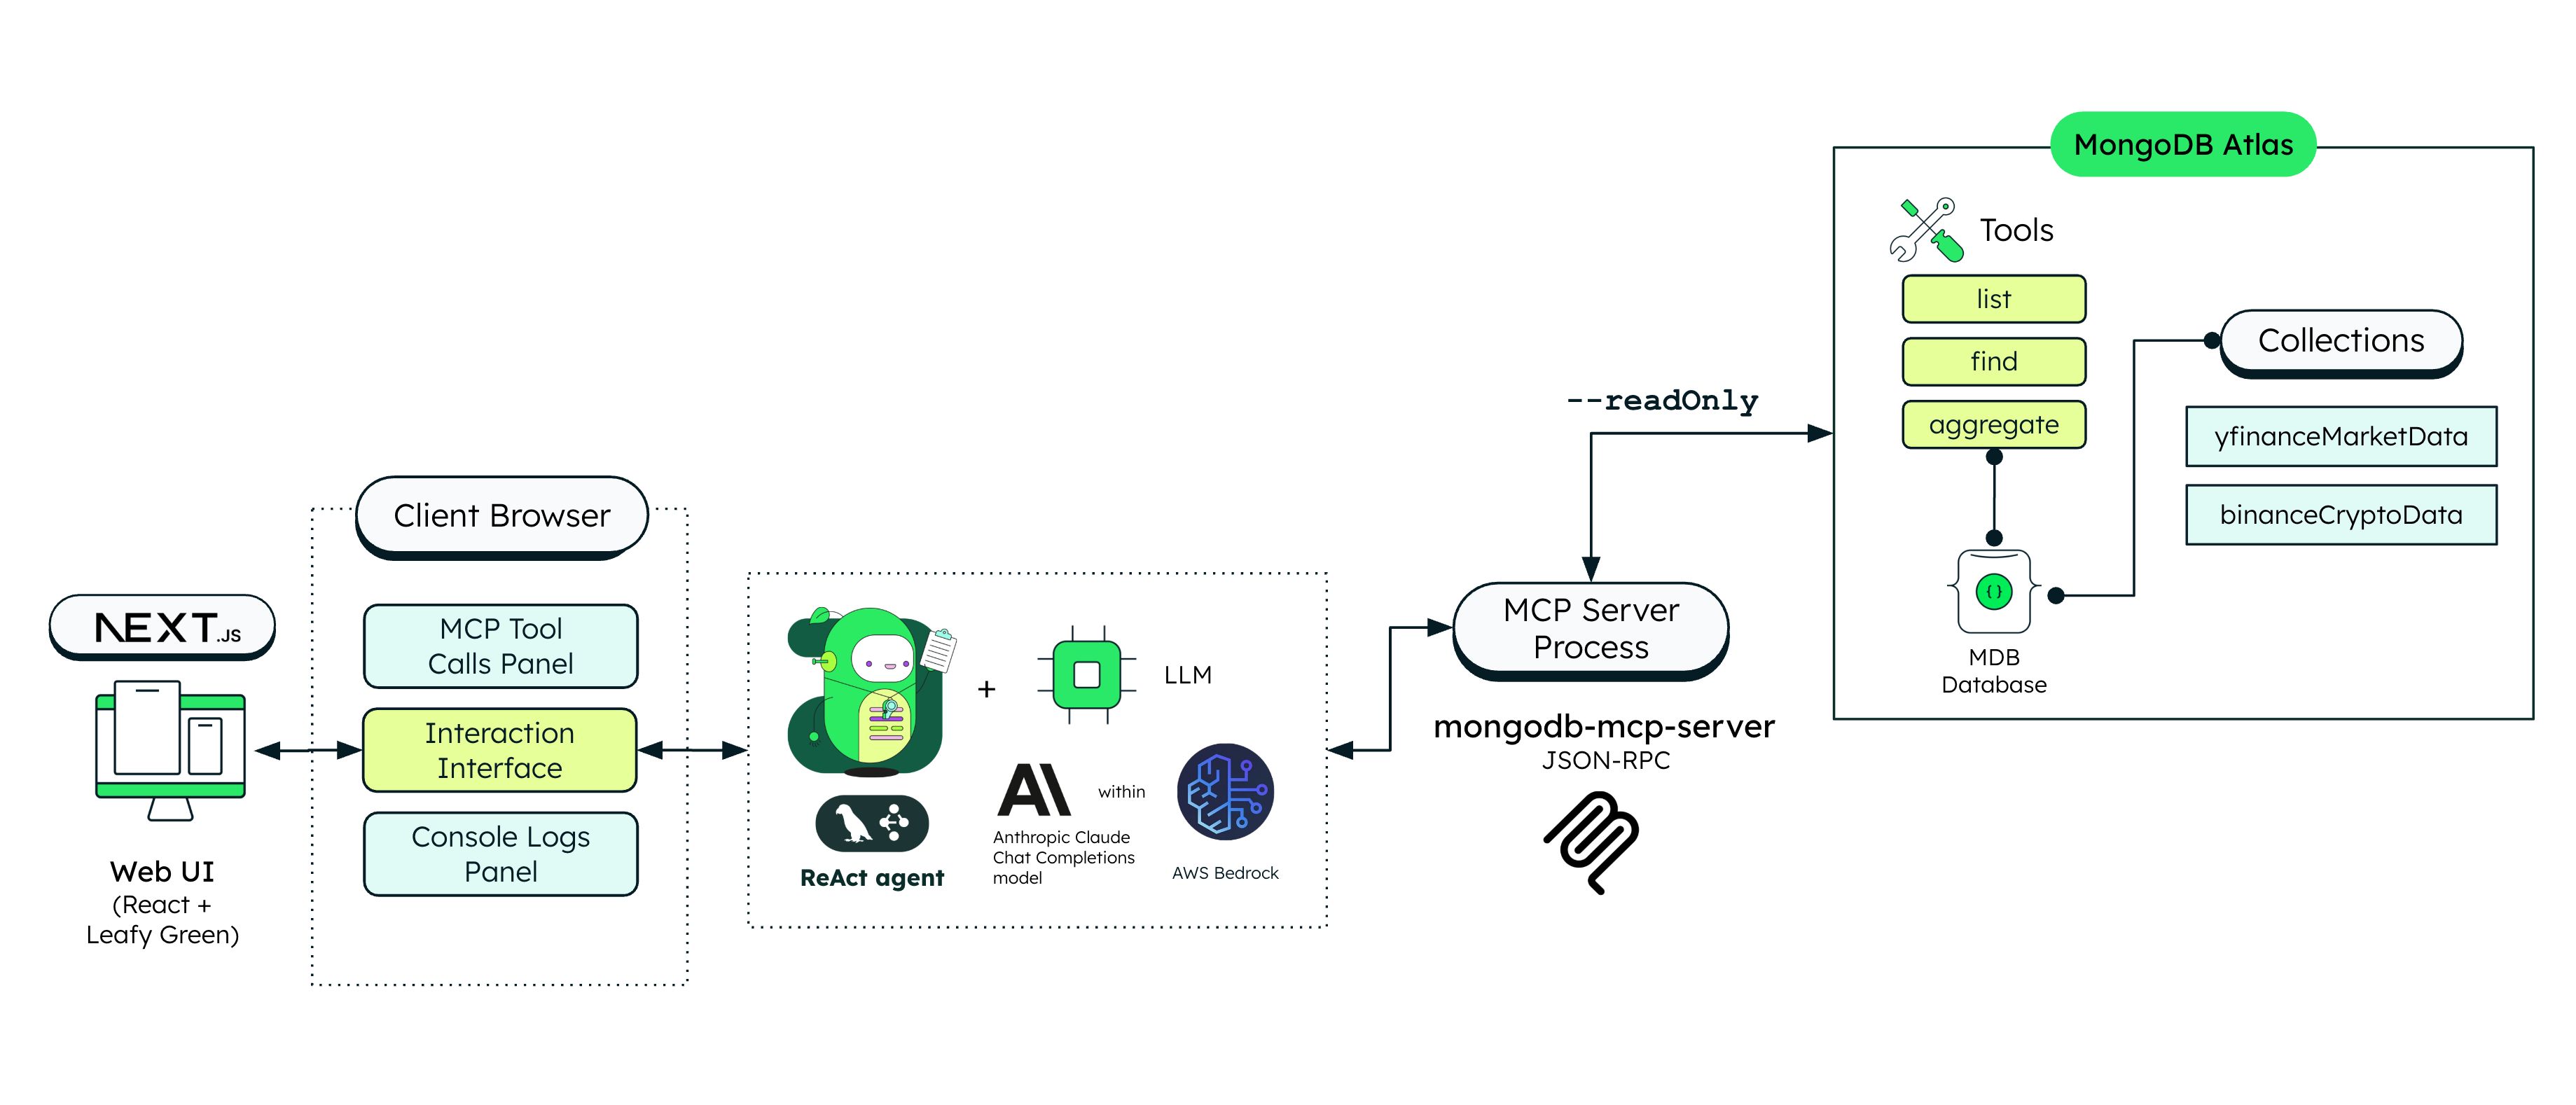 NEXT.JS
Web UI
(React +
Leafy Green)
Client Browser
MCP Tool
Calls Panel
Interaction
Interface
Console Logs
Panel
+
LLM
ReAct agent
AI
within
Anthropic Claude
Chat Completions
model
AWS Bedrock
MCP Server
Process
mongodb-mcp-server
JSON-RPC
--readOnly
MongoDB Atlas
Tools
list
find
aggregate
{ }
MDB
Database
Collections
yfinanceMarketData
binanceCryptoData